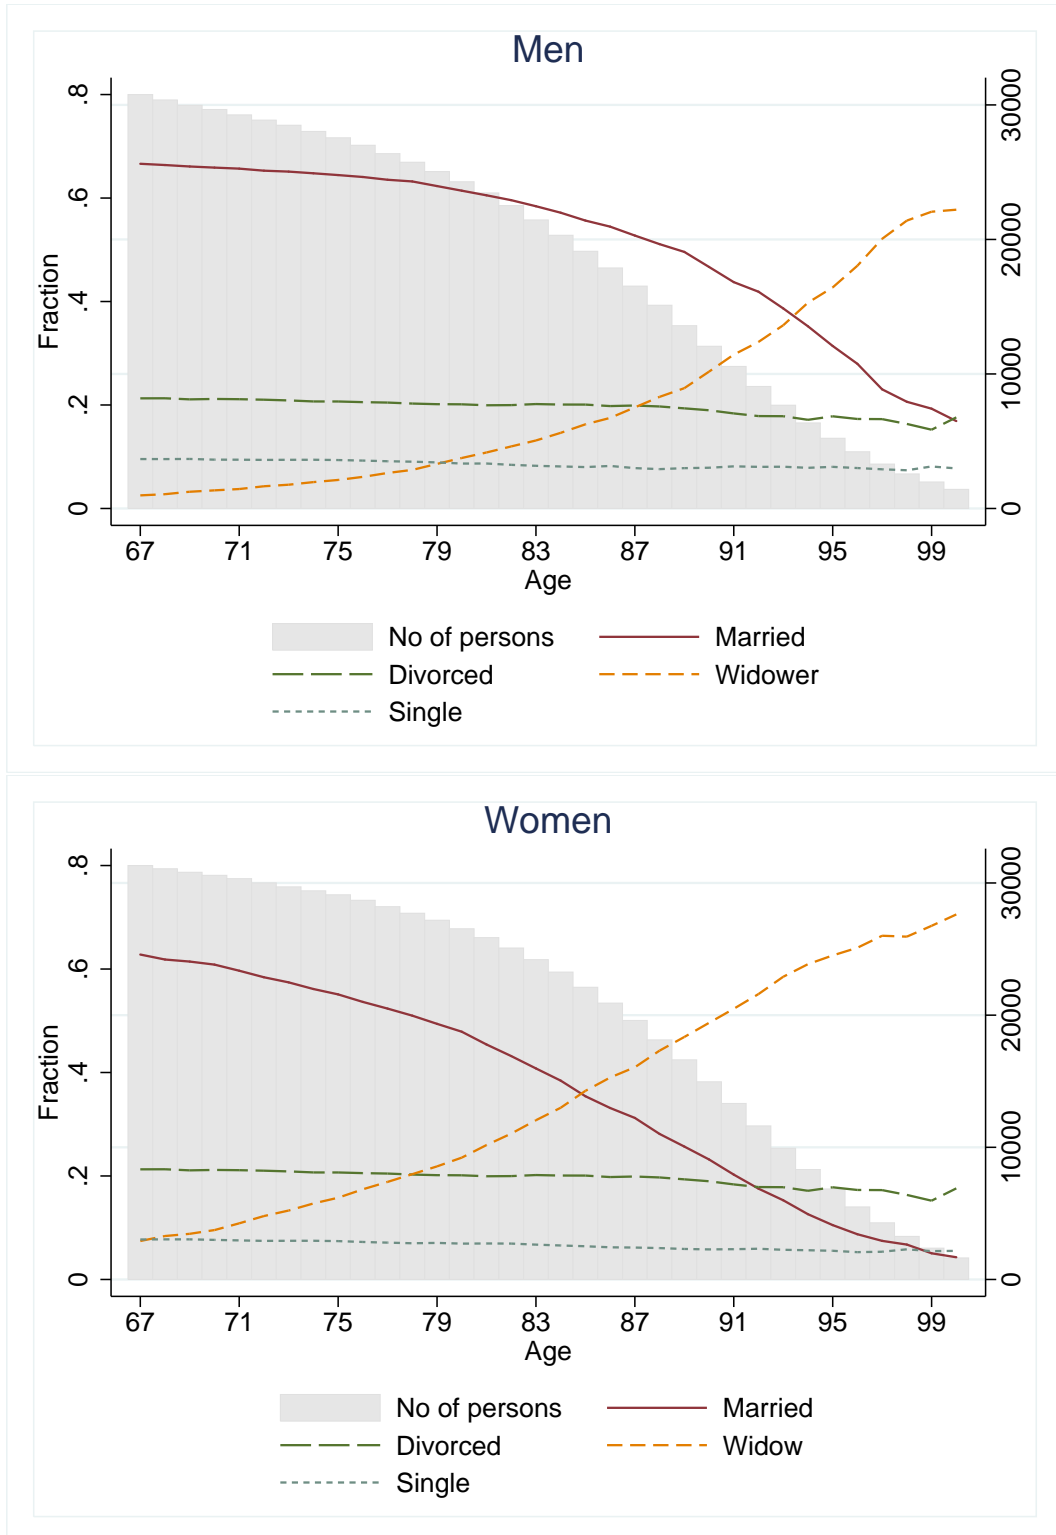 Men
.8
.6
.4
.2
0
Fraction
30000
20000
10000
0
67 71 75 79 83 87 91 95 99
Age
No of persons Married
Divorced Widower
Single
Women
.8
.6
.4
.2
0
Fraction
30000
20000
10000
0
67 71 75 79 83 87 91 95 99
Age
No of persons Married
Divorced Widow
Single